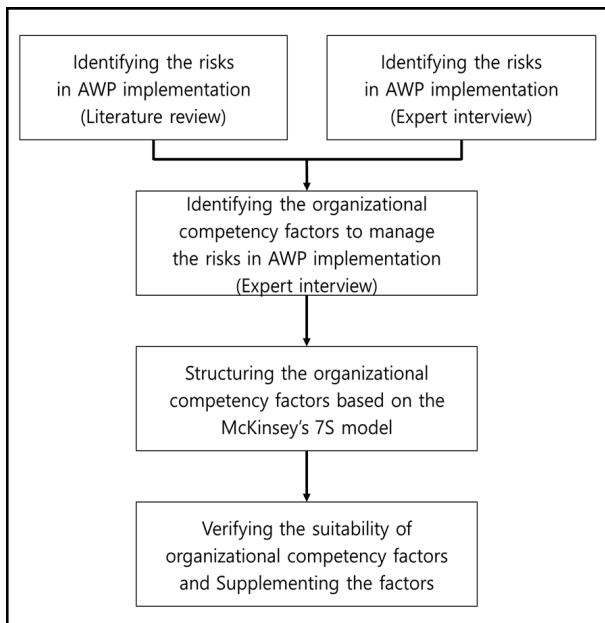 Identifying the risks
in AWP implementation
(Literature review)
Identifying the risks
in AWP implementation
(Expert interview)
Identifying the organizational
competency factors to manage
the risks in AWP implementation
(Expert interview)
Structuring the organizational
competency factors based on the
McKinsey's 7S model
Verifying the suitability of
organizational competency factors
and Supplementing the factors